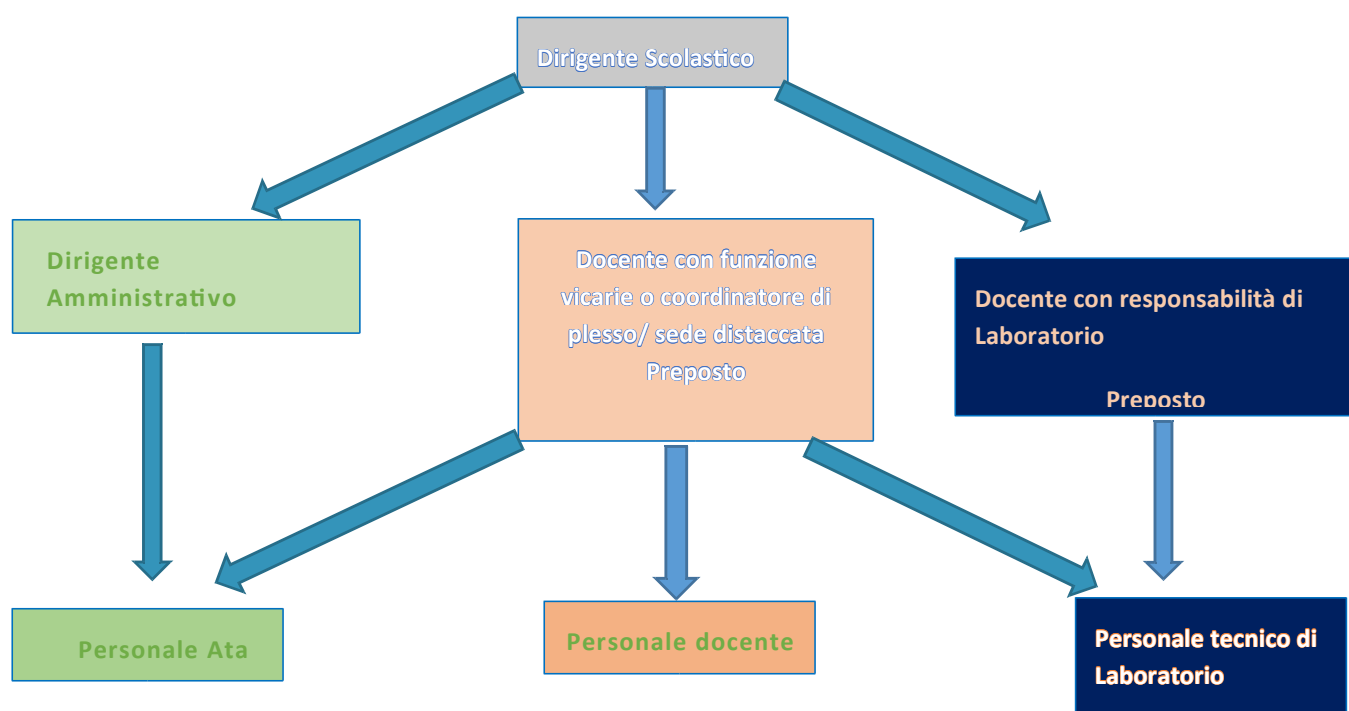 Dirigente Scolastico
Dirigente
Amministrativo
Docente con funzione
vicarie o coordinatore di
plesso/ sede distaccata
Preposto
Docente con responsabilità di
Laboratorio
Preposto
Personale Ata
Personale docente
Personale tecnico di
Laboratorio